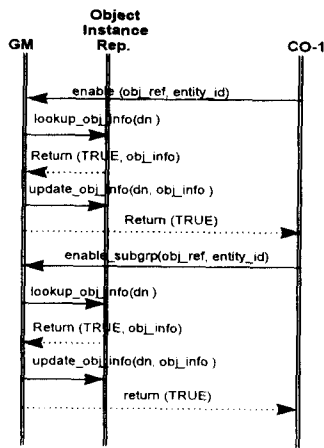 Object
Instance
GM Rep. CO-1
enable (obj_ref, entity_id)
lookup_obj_info(dn )
Return (TRUE, obj_info)
update_obj_info(dn, obj_info )
Return (TRUE)
enable_subgrp(obj_ref, entity_id)
lookup_obj_info(dn )
Return (TRUE, obj_info)
update_obj_info(dn, obj_info )
return (TRUE)